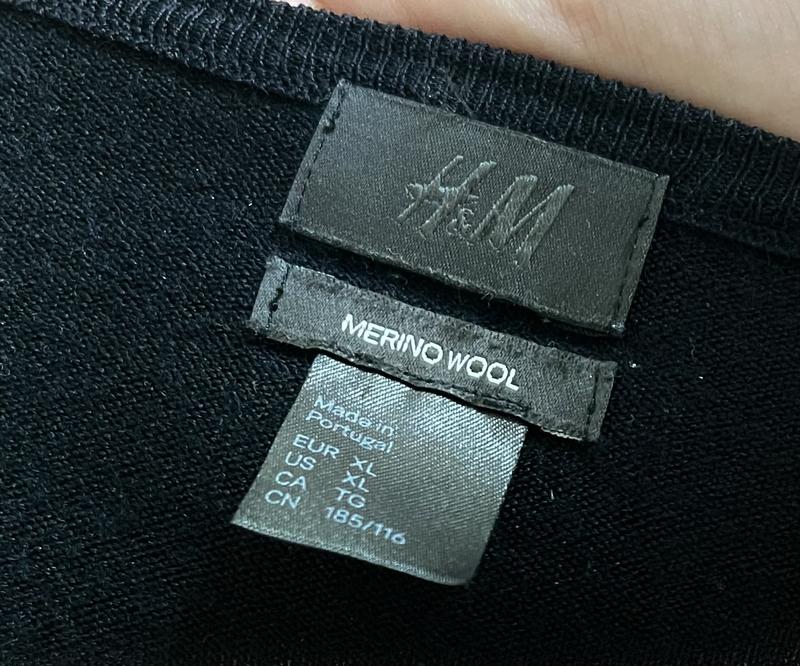 H&M
MERINO WOOL
Made in
Portugal
EUR XL
US XL
CA TG
CN 185/116